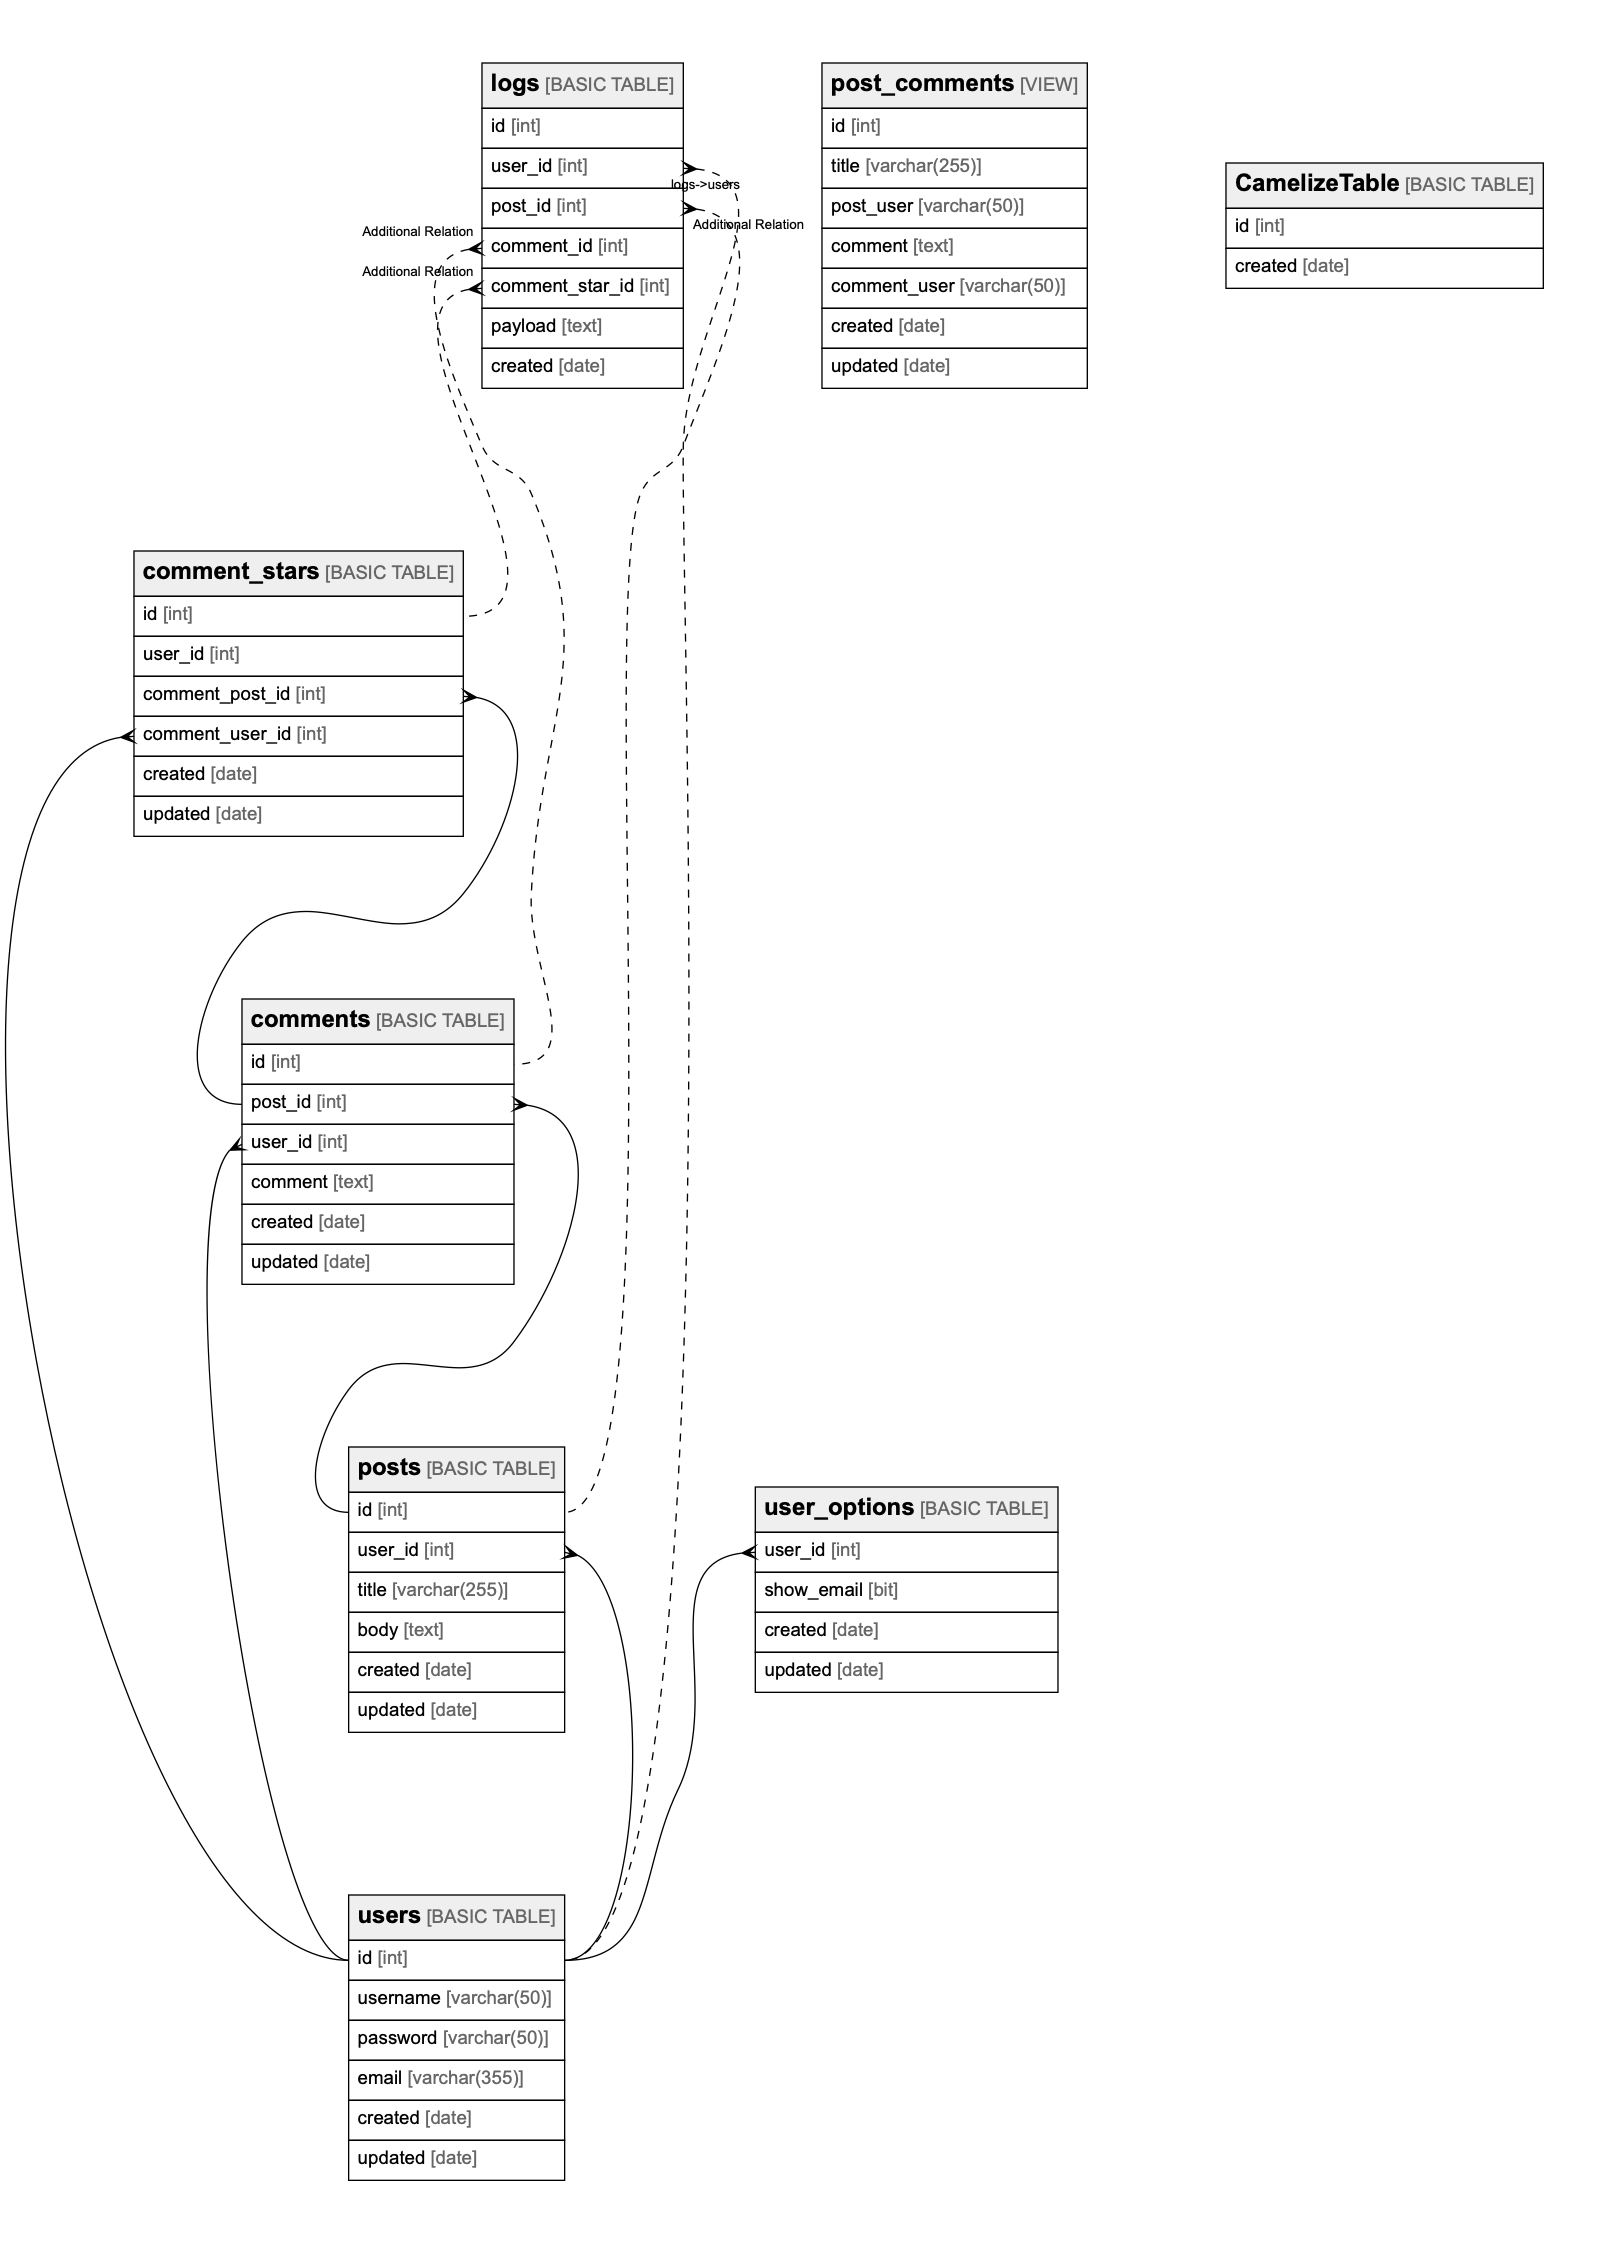 logs [BASIC TABLE]
id [int]
user_id [int]
logs->users
post_id [int]
Additional Relation
Additional Relation
comment_id [int]
Additional Relation
comment_star_id [int]
payload [text]
created [date]
post_comments [VIEW]
id [int]
title [varchar(255)]
post_user [varchar(50)]
comment [text]
comment_user [varchar(50)]
created [date]
updated [date]
CamelizeTable [BASIC TABLE]
id [int]
created [date]
comment_stars [BASIC TABLE]
id [int]
user_id [int]
comment_post_id [int]
comment_user_id [int]
created [date]
updated [date]
comments [BASIC TABLE]
id [int]
post_id [int]
user_id [int]
comment [text]
created [date]
updated [date]
posts [BASIC TABLE]
id [int]
user_id [int]
title [varchar(255)]
body [text]
created [date]
updated [date]
user_options [BASIC TABLE]
user_id [int]
show_email [bit]
created [date]
updated [date]
users [BASIC TABLE]
id [int]
username [varchar(50)]
password [varchar(50)]
email [varchar(355)]
created [date]
updated [date]